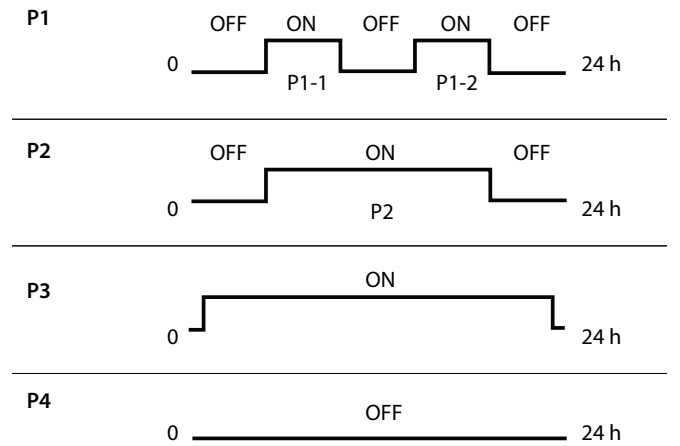 P1 OFF ON OFF ON OFF
0 24 h
P1-1 P1-2
P2 OFF ON OFF
0 24 h
P2
P3 ON
0 24 h
P4 OFF
0 24 h